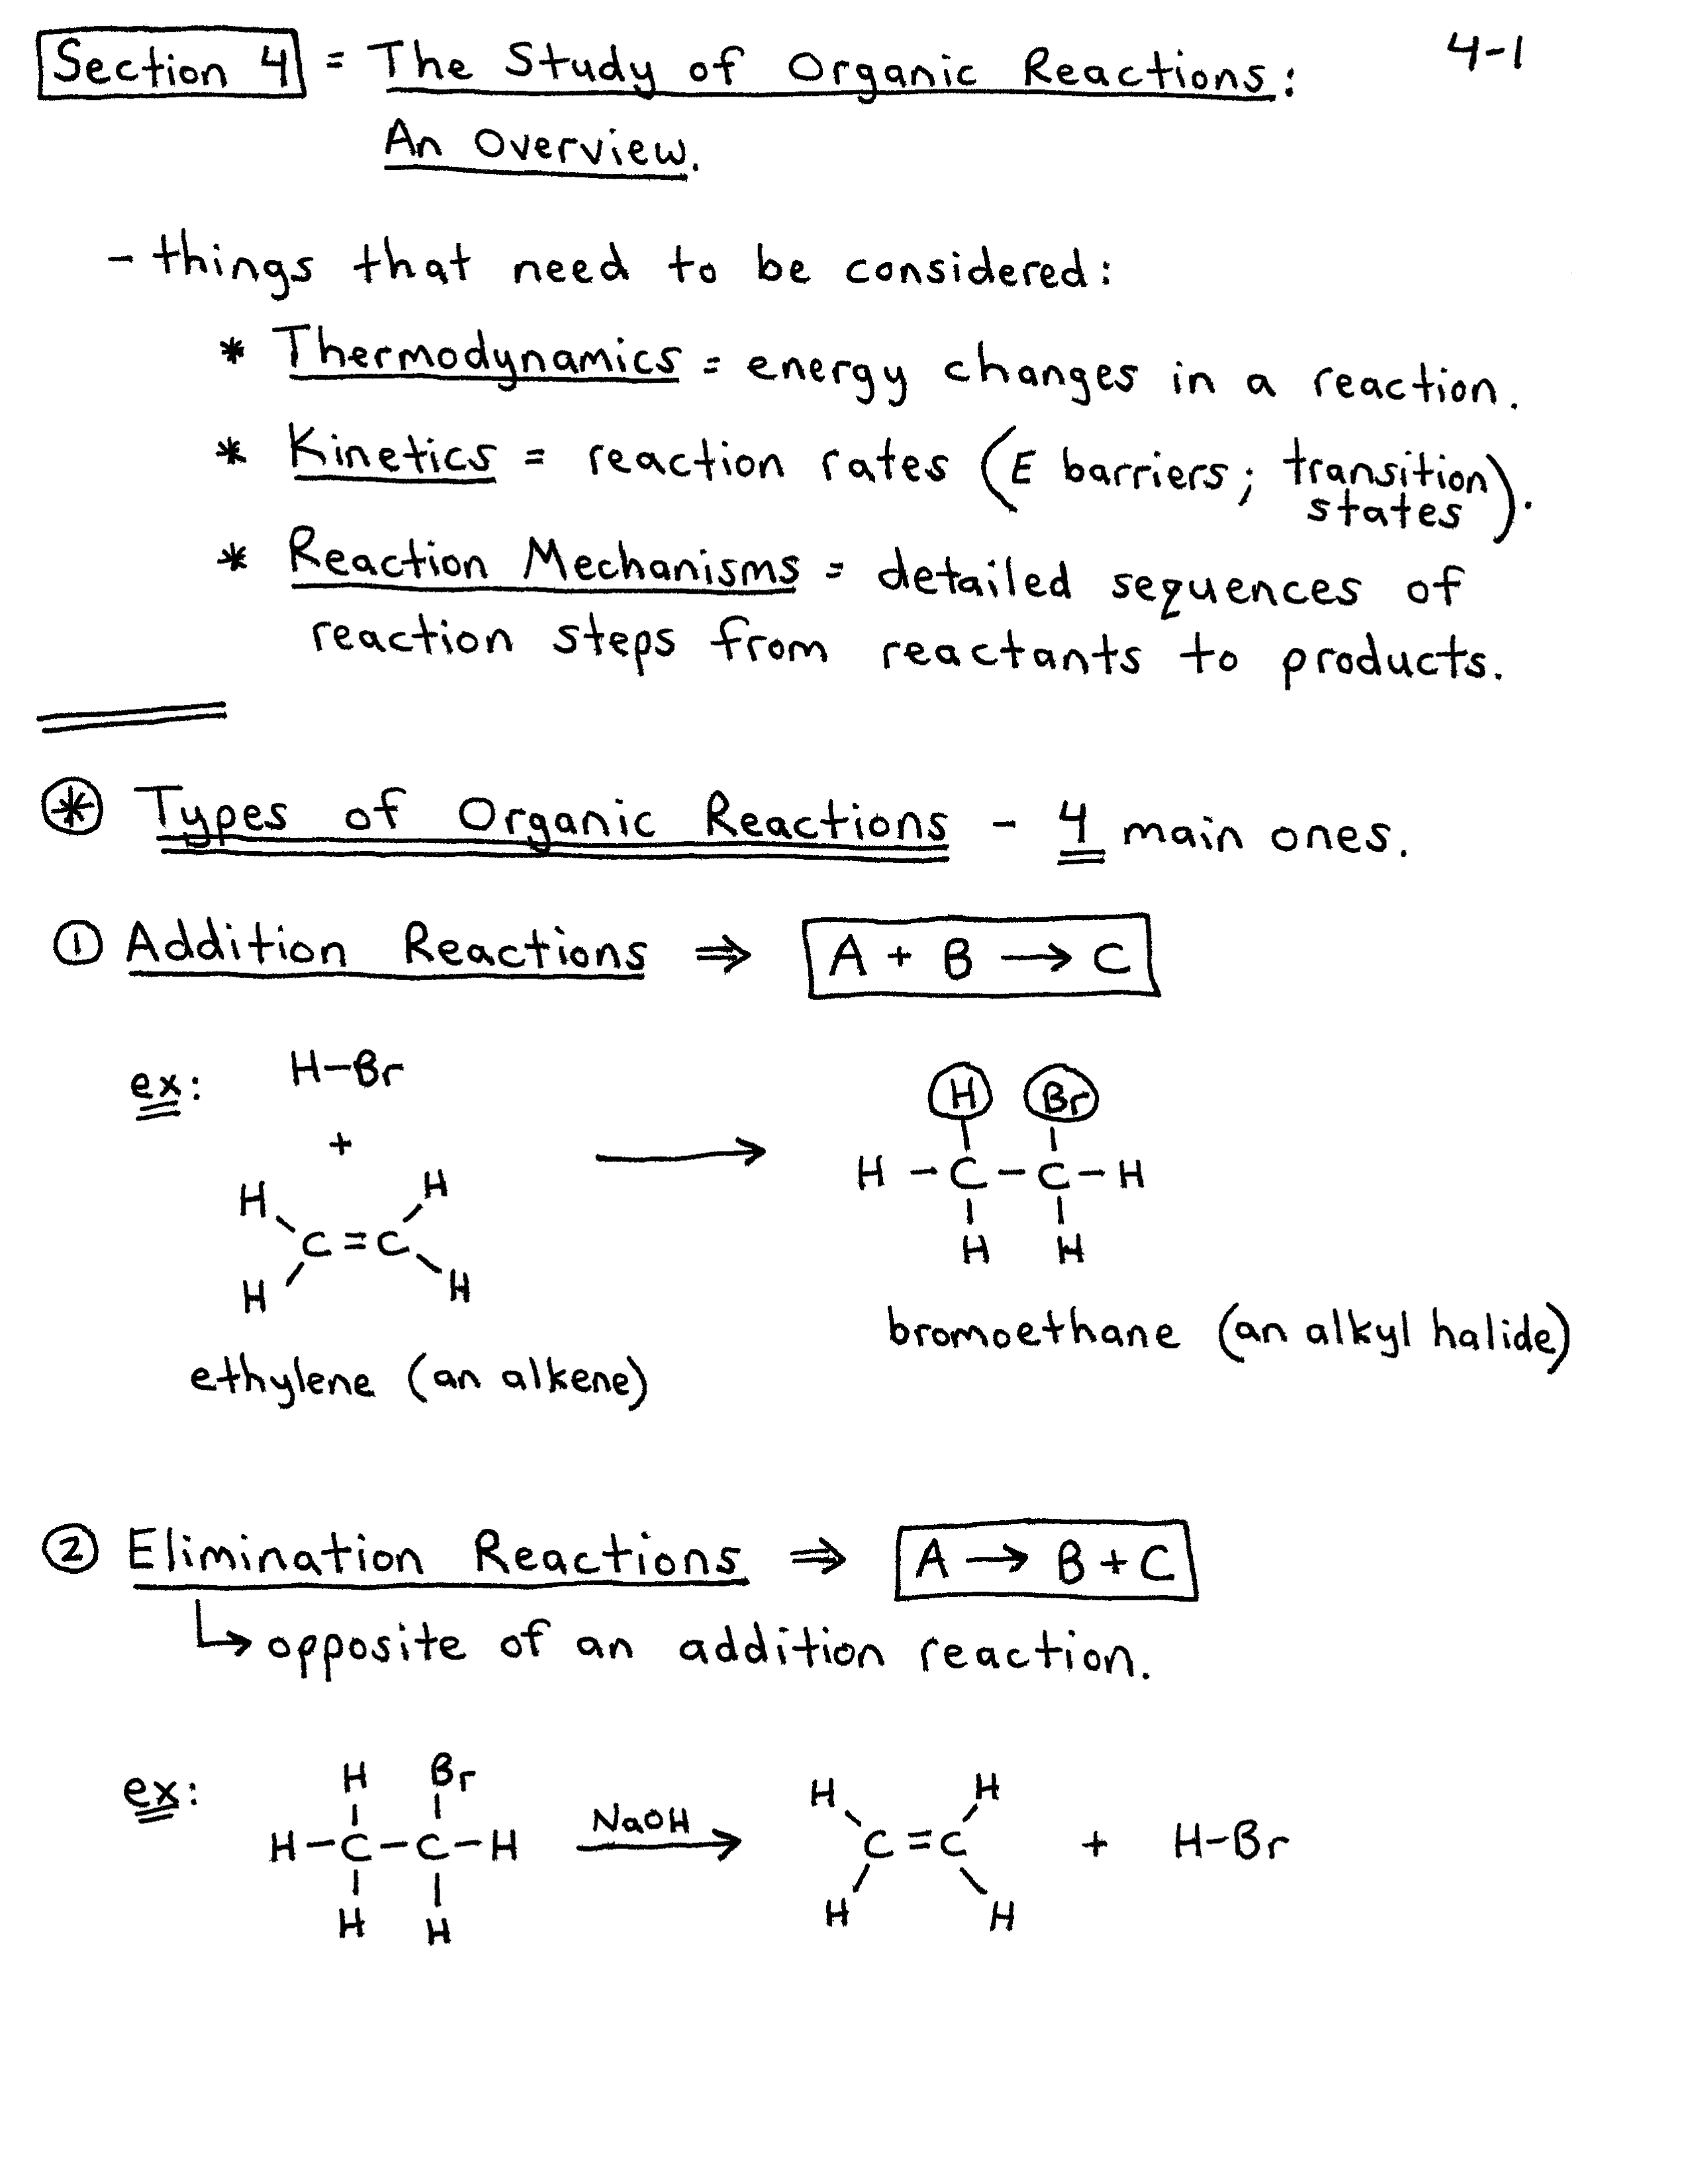 Section 4 = The Study of Organic Reactions: 4-1
An Overview.
- things that need to be considered:
* Thermodynamics = energy changes in a reaction.
* Kinetics = reaction rates (E barriers; transition
states).
* Reaction Mechanisms = detailed sequences of
reaction steps from reactants to products.
* Types of Organic Reactions - 4 main ones.
① Addition Reactions ⇒ A + B → C
ex: H-Br
+
H H
C=C
H H
ethylene (an alkene)
→
H Br
H-C-C-H
H H
bromoethane (an alkyl halide)
② Elimination Reactions ⇒ A → B + C
↳ opposite of an addition reaction.
ex:
H Br
H-C-C-H
H H
NaOH
→
H H
C=C
H H
+ H-Br